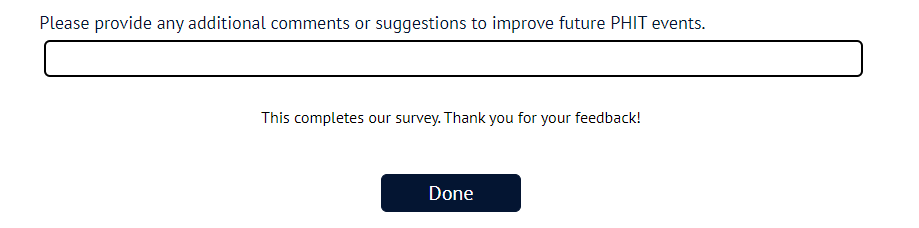 Please provide any additional comments or suggestions to improve future PHIT events.
This completes our survey. Thank you for your feedback!
Done